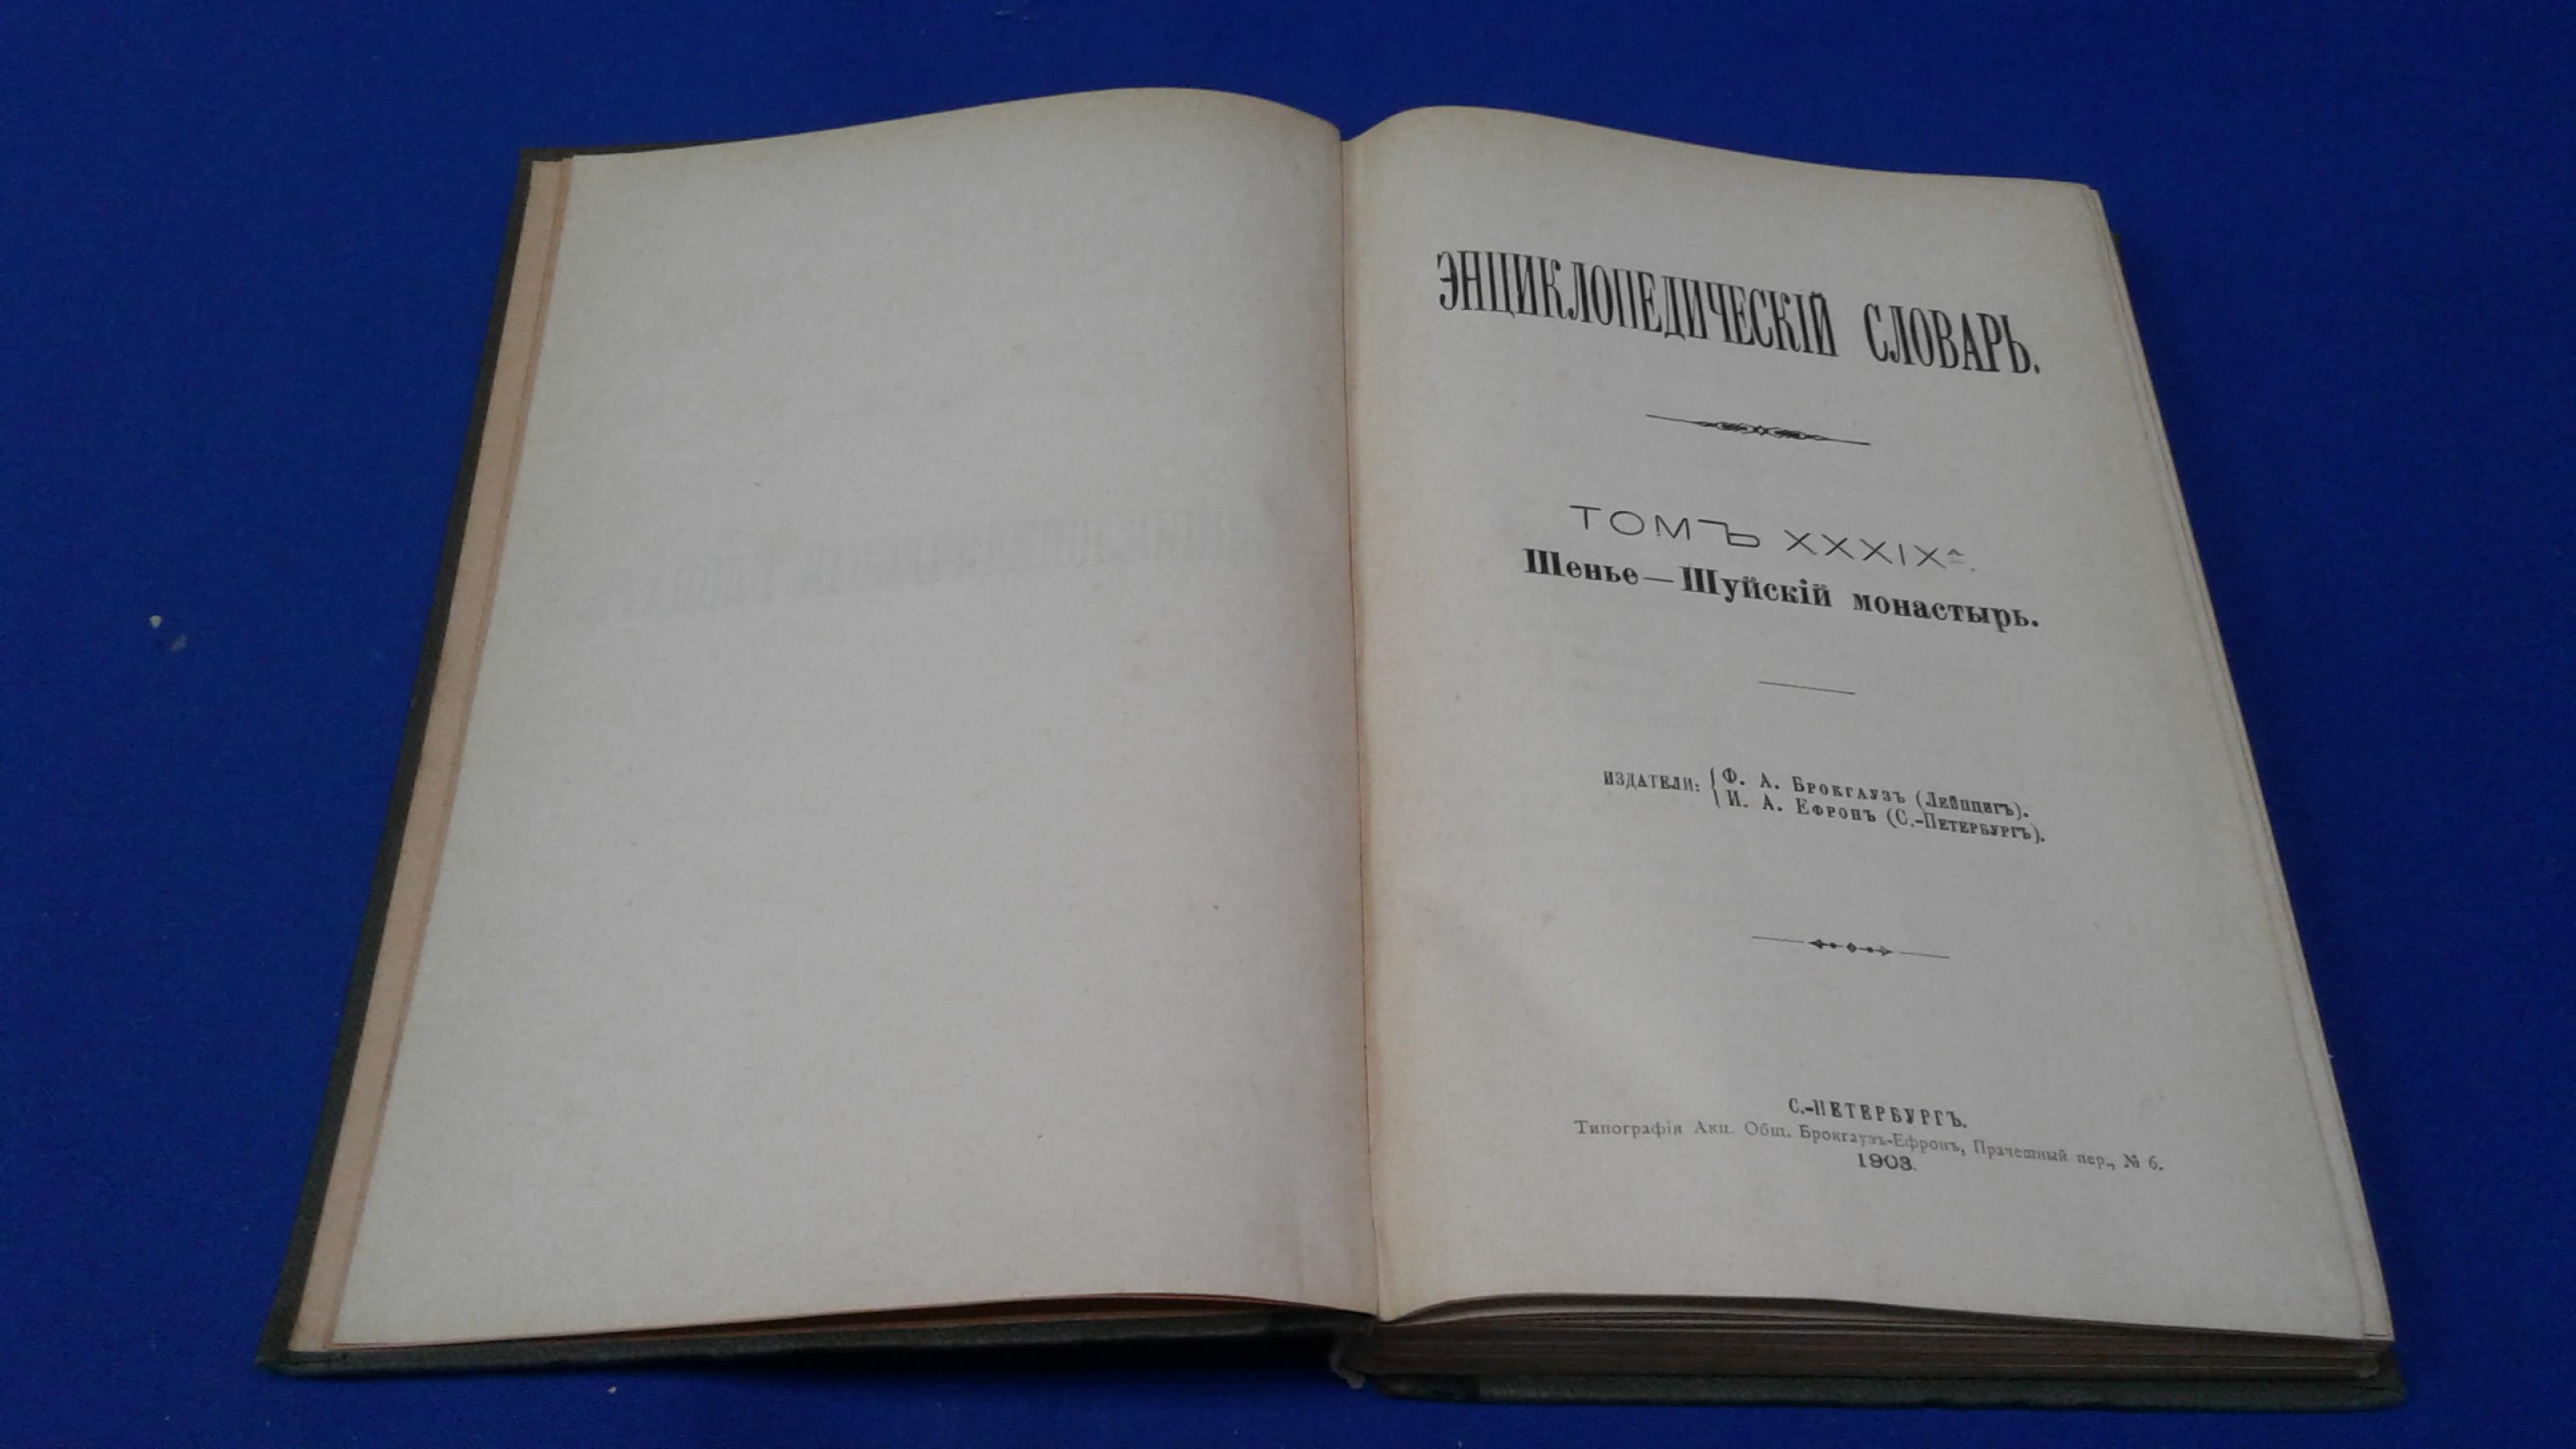 ЭНЦИКЛОПЕДИЧЕСКІЙ СЛОВАРЬ.
ТОМЪ XXXIXᴬ.
Шенье—Шуйскій монастырь.
ИЗДАТЕЛИ: { Ф. А. Брокгаузъ (Лейпцигъ).
И. А. Ефронъ (С.-Петербургъ).
С.-ПЕТЕРБУРГЪ.
Типографія Акц. Общ. Брокгаузъ-Ефронъ, Прачешный пер., № 6.
1903.